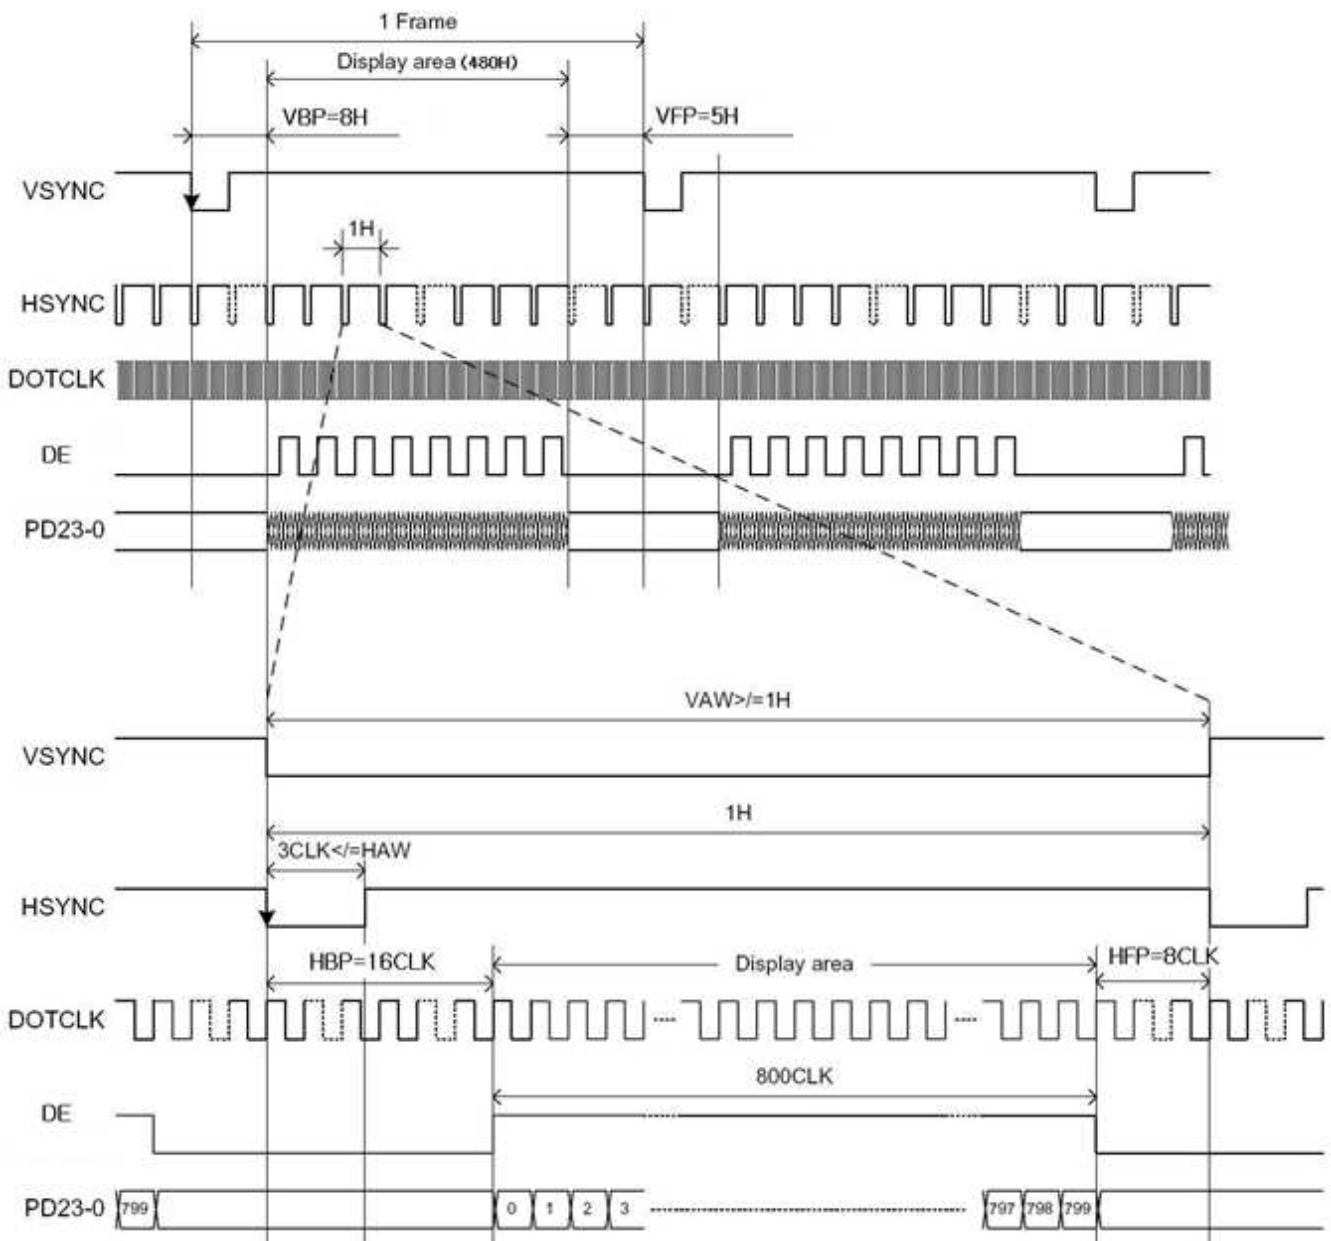 1 Frame
Display area (480H)
VBP=8H
VFP=5H
VSYNC
1H
HSYNC
DOTCLK
DE
PD23-0
VAW>/=1H
VSYNC
1H
3CLK</=HAW
HSYNC
HBP=16CLK
Display area
HFP=8CLK
DOTCLK
800CLK
DE
PD23-0 799 0 1 2 3 797 798 799